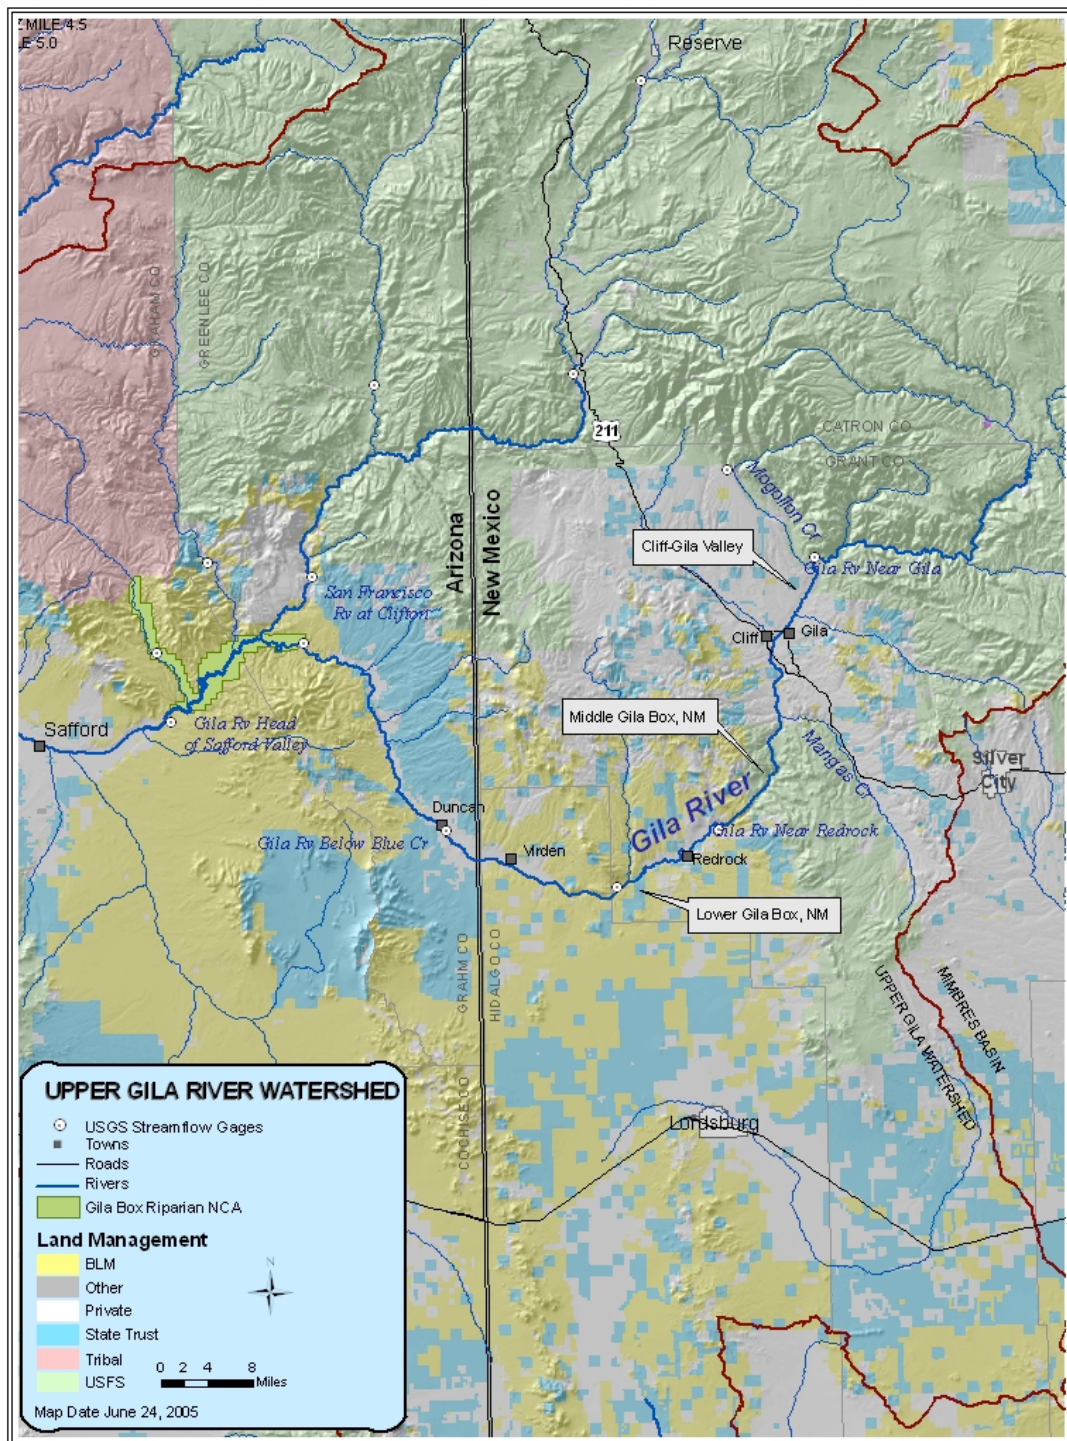 Z MILE 4.5
LE 5.0
Reserve
GRAHAM CO
GREENLEE CO
211
CATRON CO
GRANT CO
Mogollon Cr
Arizona
New Mexico
Cliff-Gila Valley
Gila Rv Near Gila
San Francisco
Rv at Clifton
Cliff
Gila
Safford
Gila Rv Head
of Safford Valley
Middle Gila Box, NM
Mangas Cr
Silver
City
Gila River
Duncan
Gila Rv Below Blue Cr
Virden
Gila Rv Near Redrock
Redrock
Lower Gila Box, NM
GRAHM CO
HIDALGO CO
UPPER GILA WATERSHED
MIMBRES BASIN
COCHISE CO
Lordsburg
UPPER GILA RIVER WATERSHED
USGS Streamflow Gages
Towns
Roads
Rivers
Gila Box Riparian NCA
Land Management
BLM
Other
Private
State Trust
Tribal
USFS
N
0 2 4 8
Miles
Map Date June 24, 2005